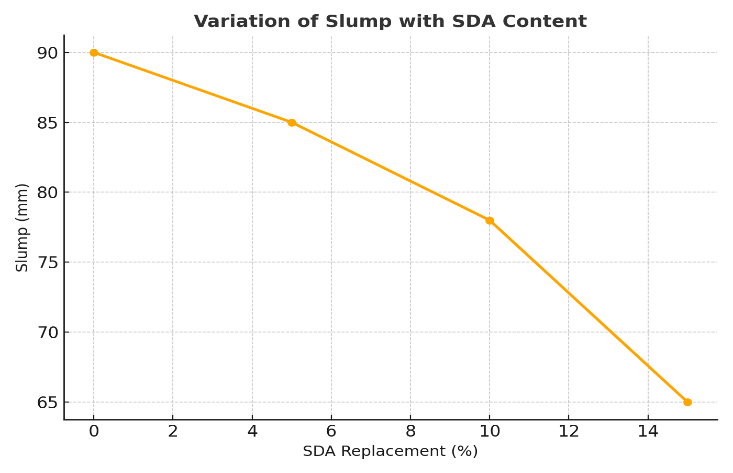 Variation of Slump with SDA Content
90
85
80
75
70
65
Slump (mm)
0 2 4 6 8 10 12 14
SDA Replacement (%)